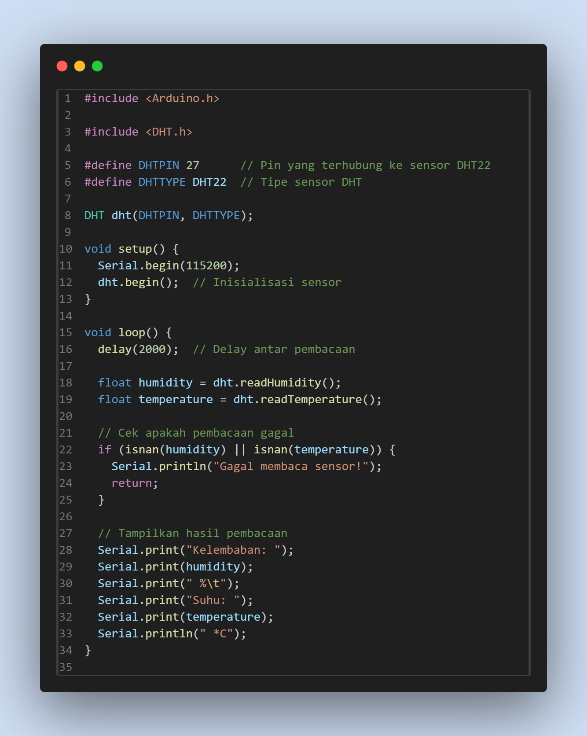 1 #include <Arduino.h>
2
3 #include <DHT.h>
4
5 #define DHTPIN 27      // Pin yang terhubung ke sensor DHT22
6 #define DHTTYPE DHT22  // Tipe sensor DHT
7
8 DHT dht(DHTPIN, DHTTYPE);
9
10 void setup() {
11   Serial.begin(115200);
12   dht.begin();  // Inisialisasi sensor
13 }
14
15 void loop() {
16   delay(2000);  // Delay antar pembacaan
17
18   float humidity = dht.readHumidity();
19   float temperature = dht.readTemperature();
20
21   // Cek apakah pembacaan gagal
22   if (isnan(humidity) || isnan(temperature)) {
23     Serial.println("Gagal membaca sensor!");
24     return;
25   }
26
27   // Tampilkan hasil pembacaan
28   Serial.print("Kelembaban: ");
29   Serial.print(humidity);
30   Serial.print(" %\t");
31   Serial.print("Suhu: ");
32   Serial.print(temperature);
33   Serial.println(" *C");
34 }
35